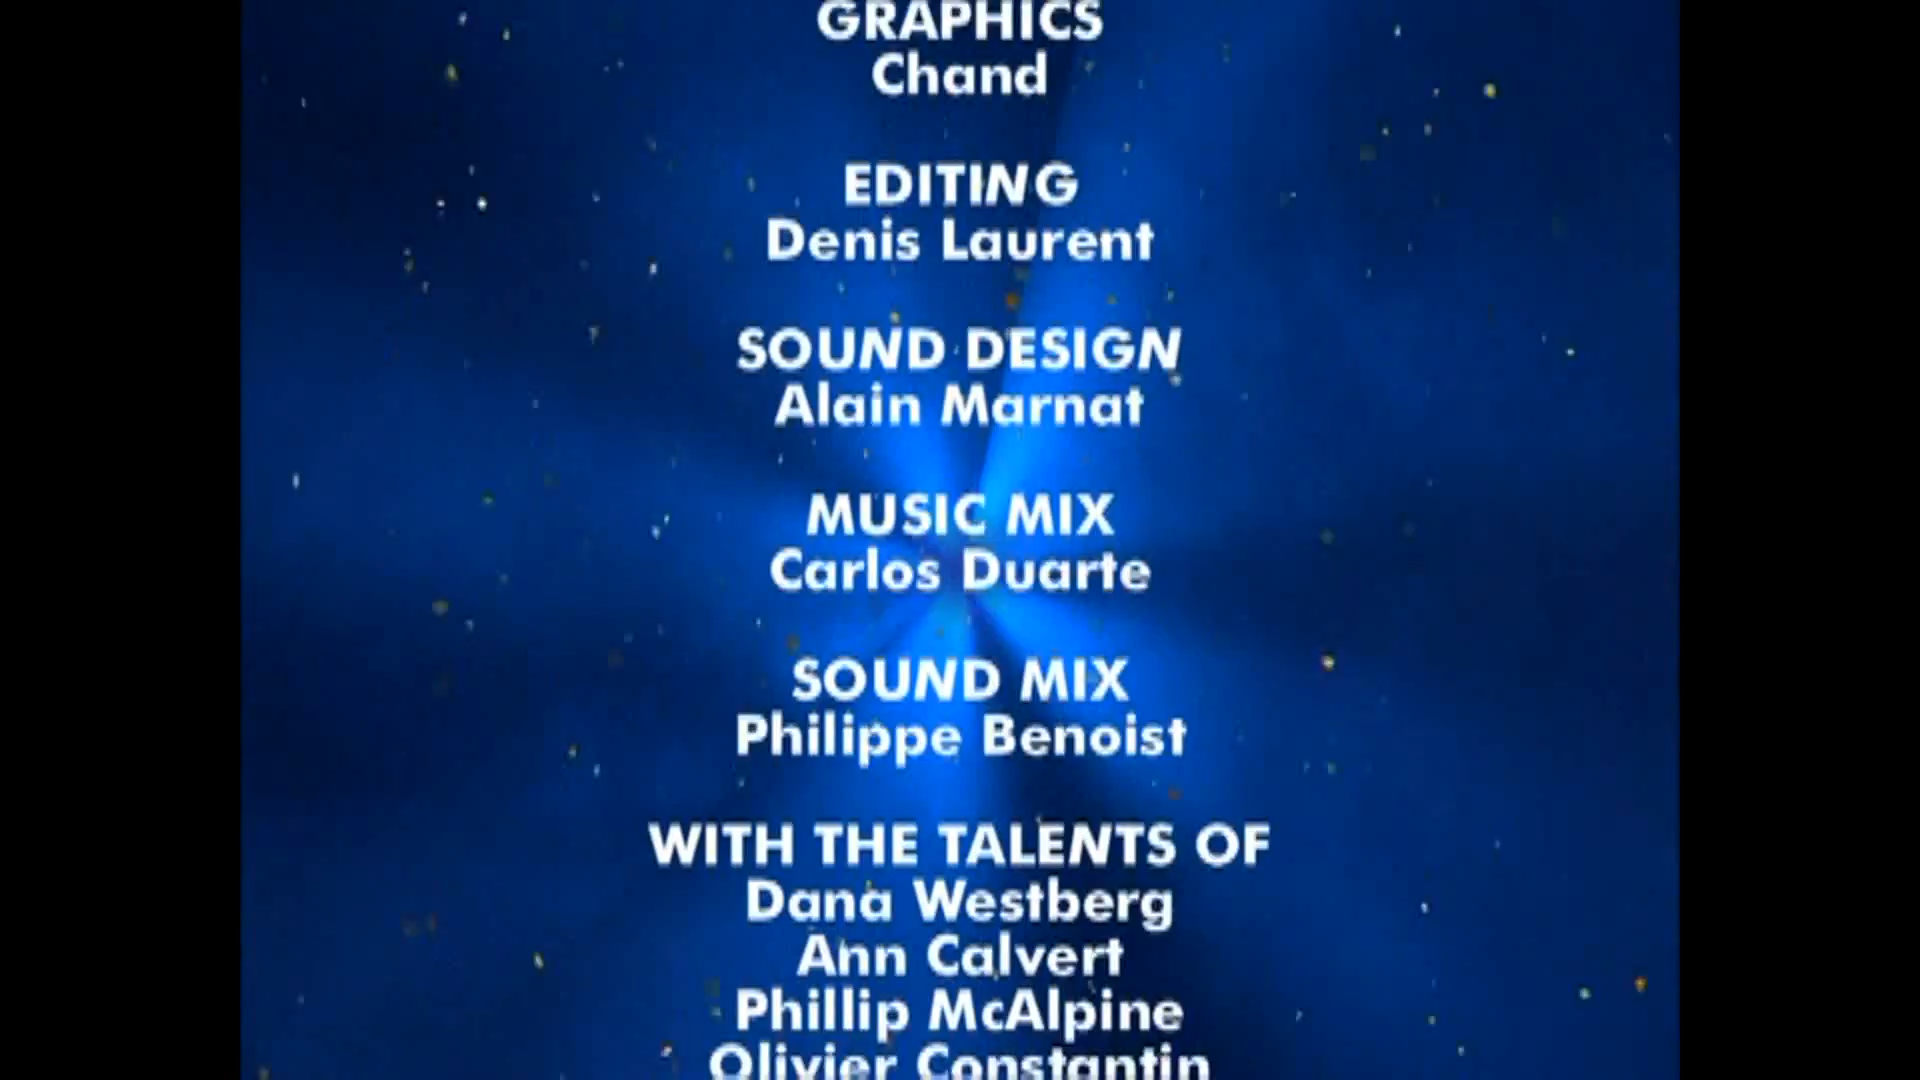 GRAPHICS
Chand
EDITING
Denis Laurent
SOUND DESIGN
Alain Marnat
MUSIC MIX
Carlos Duarte
SOUND MIX
Philippe Benoist
WITH THE TALENTS OF
Dana Westberg
Ann Calvert
Phillip McAlpine
Olivier Constantin